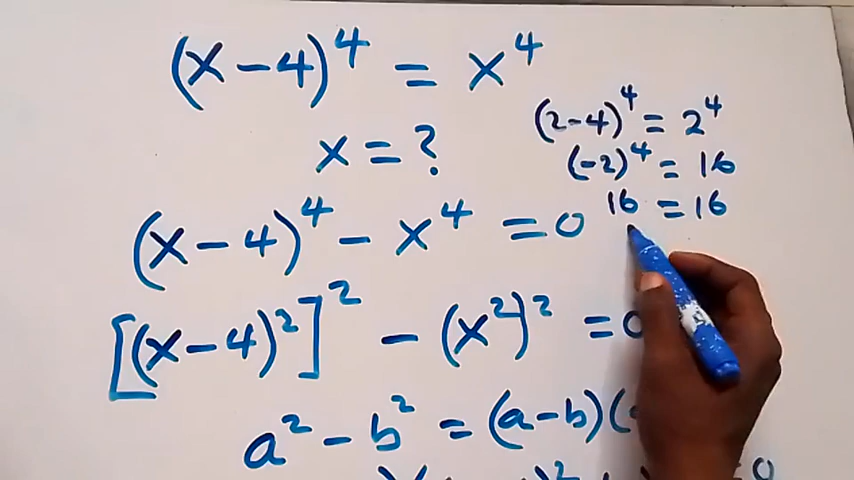 (x - 4)^4 = x^4
x = ?
(2-4)^4 = 2^4
(-2)^4 = 16
16 = 16
(x - 4)^4 - x^4 = 0
[(x - 4)^2]^2 - (x^2)^2 = 0
a^2 - b^2 = (a - b)(